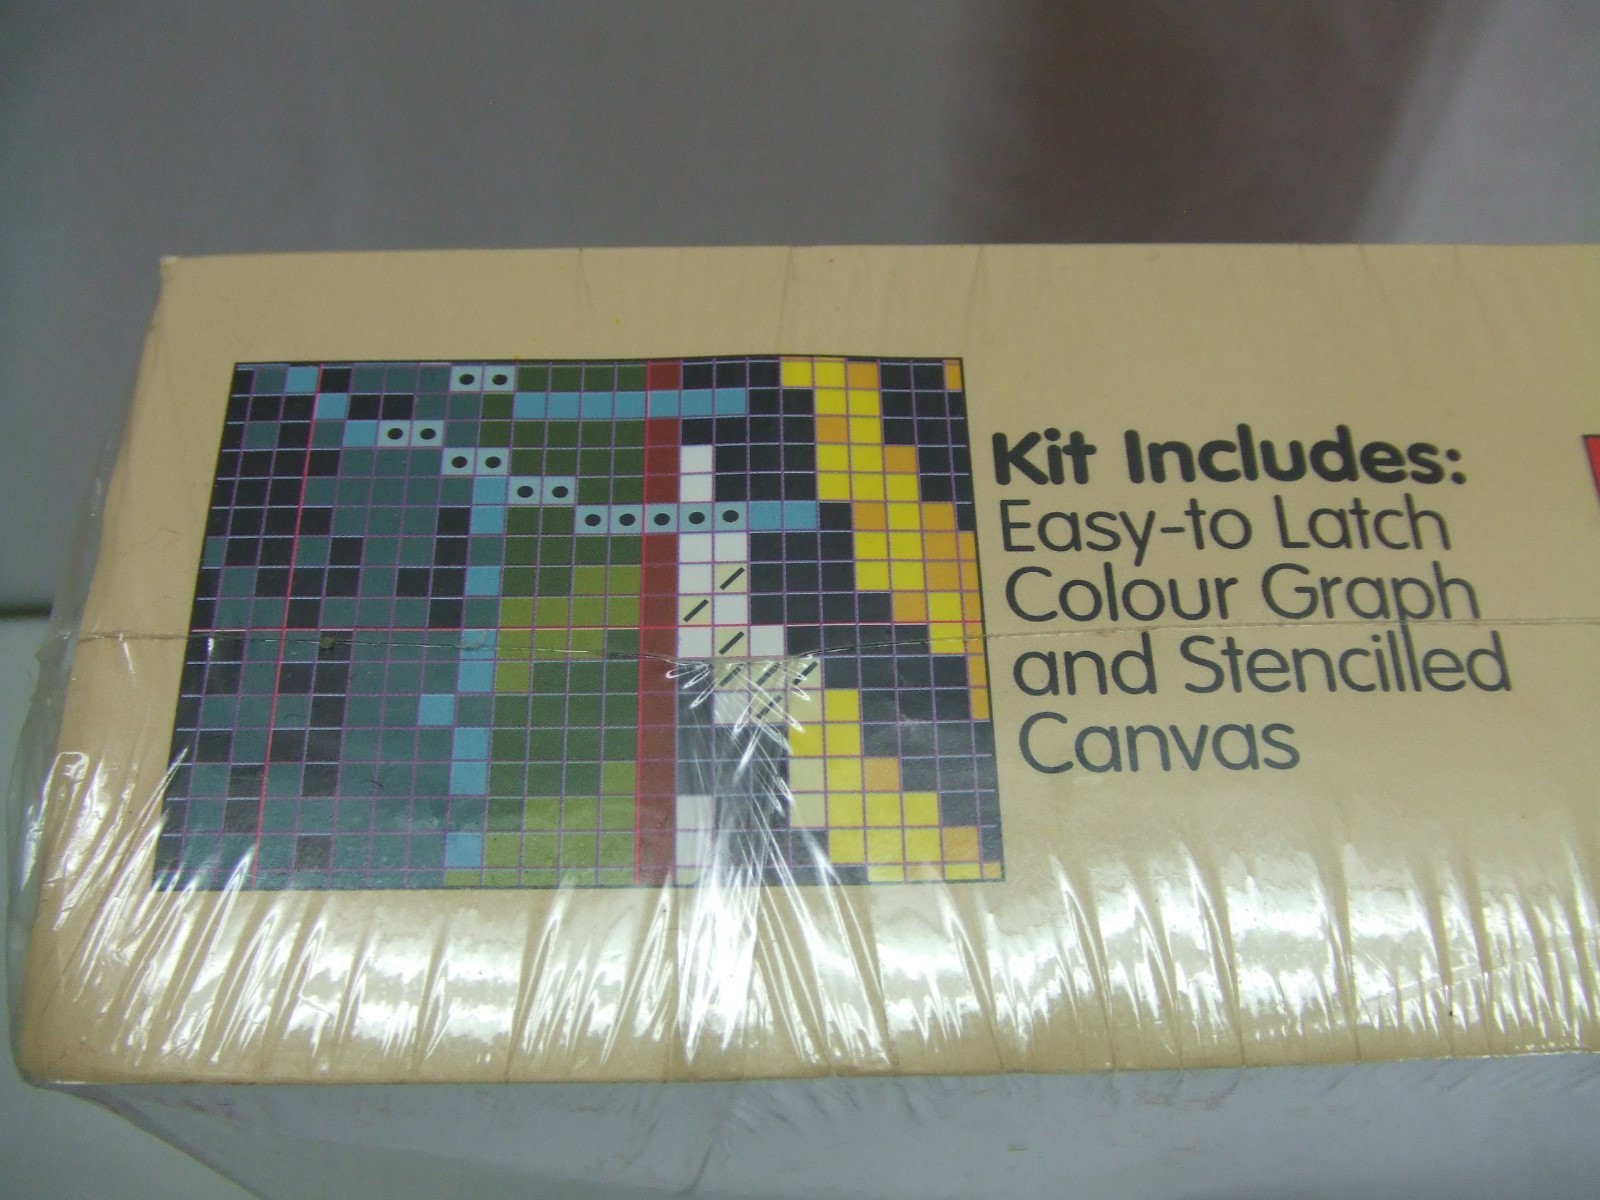 Kit Includes:
Easy-to Latch
Colour Graph
and Stencilled
Canvas